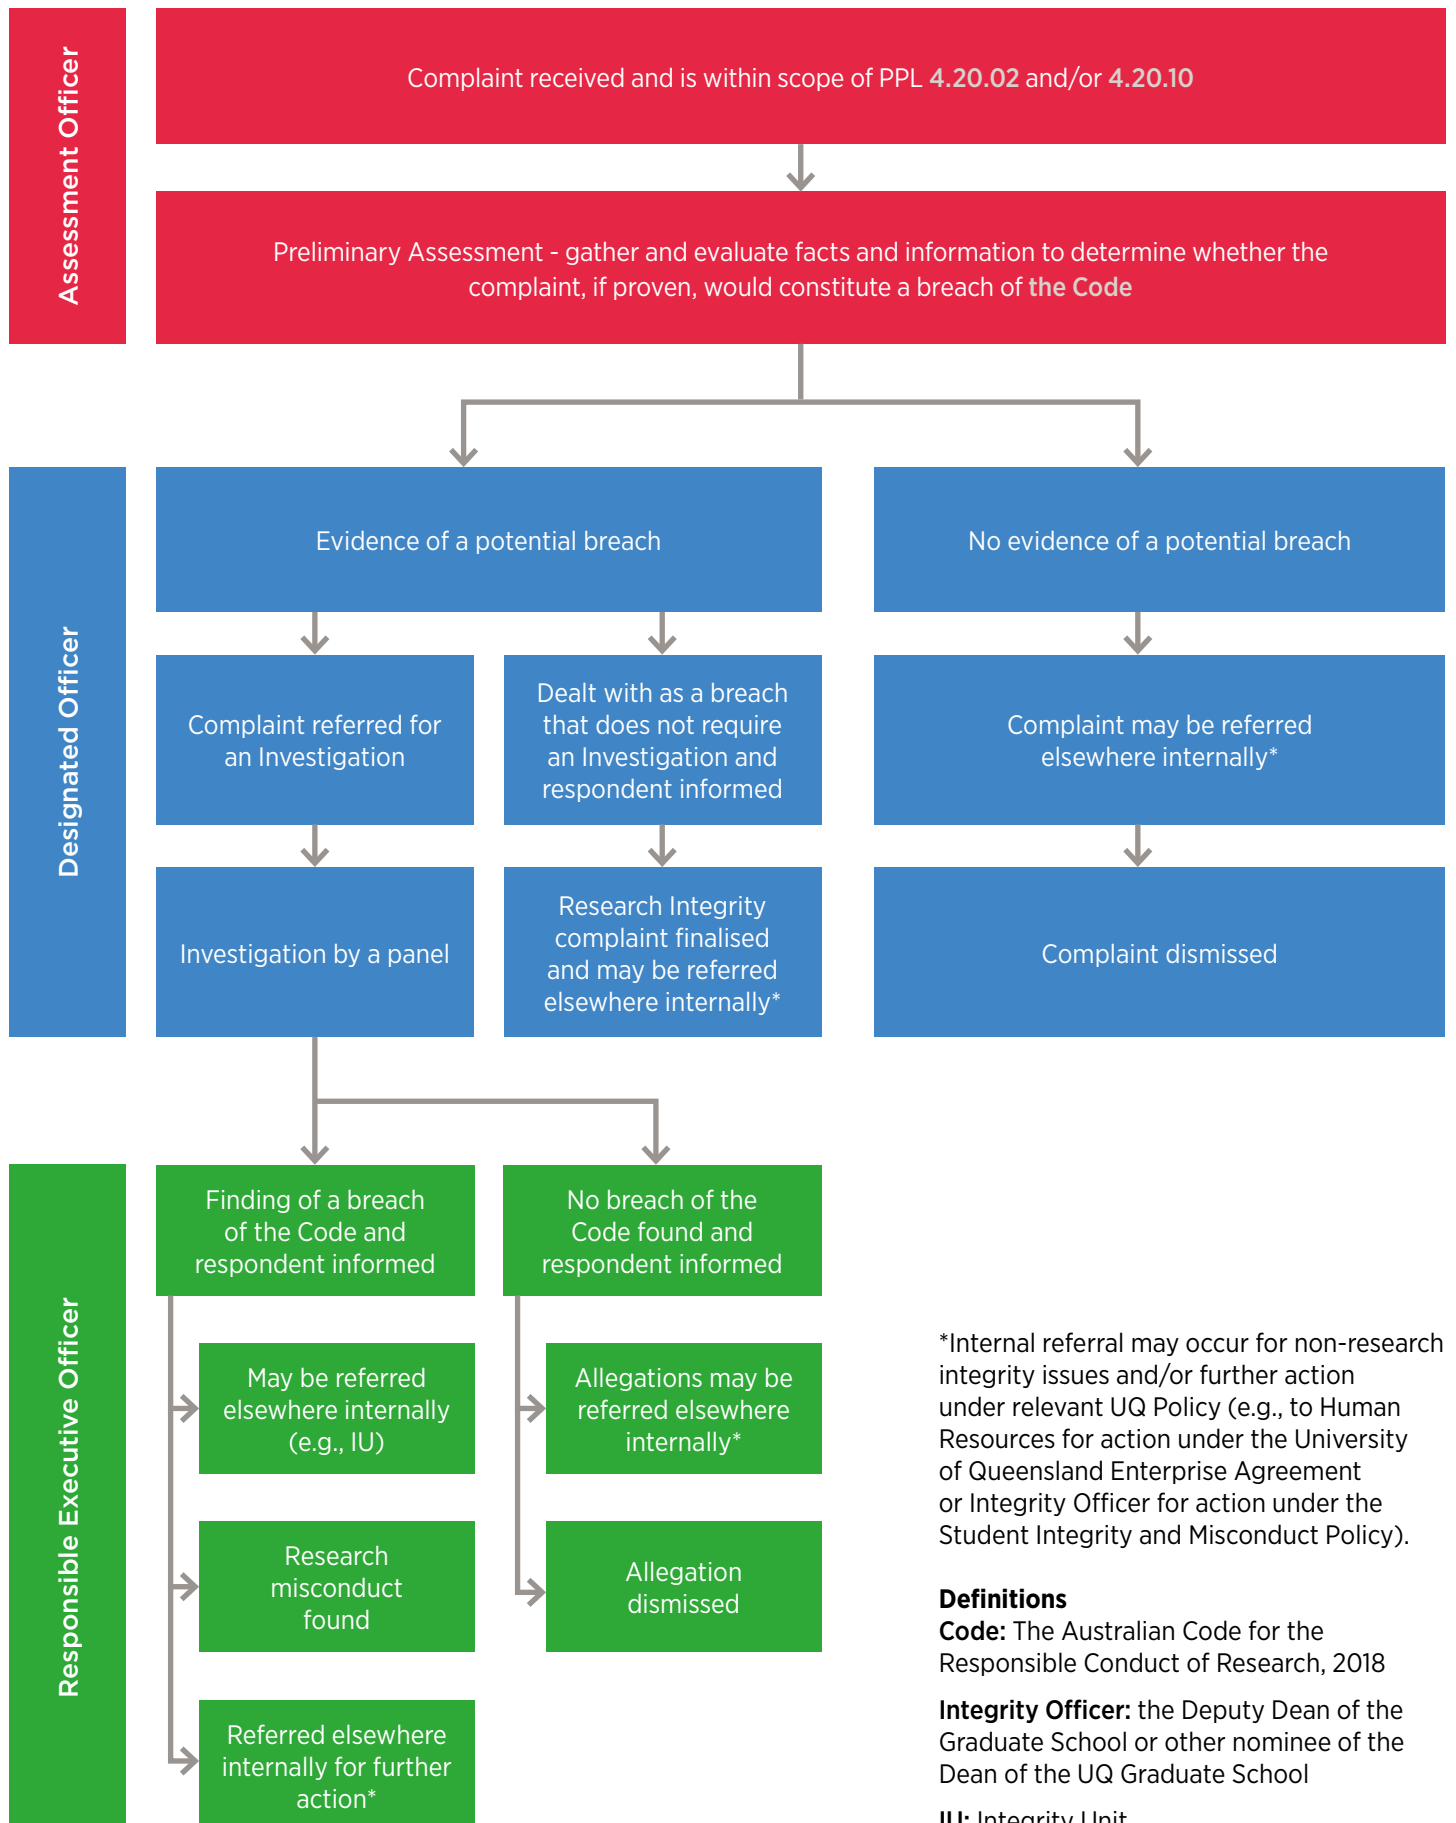 Assessment Officer
Complaint received and is within scope of PPL 4.20.02 and/or 4.20.10
Preliminary Assessment - gather and evaluate facts and information to determine whether the
complaint, if proven, would constitute a breach of the Code
Designated Officer
Evidence of a potential breach
No evidence of a potential breach
Complaint referred for
an Investigation
Dealt with as a breach
that does not require
an Investigation and
respondent informed
Complaint may be referred
elsewhere internally*
Investigation by a panel
Research Integrity
complaint finalised
and may be referred
elsewhere internally*
Complaint dismissed
Responsible Executive Officer
Finding of a breach
of the Code and
respondent informed
No breach of the
Code found and
respondent informed
May be referred
elsewhere internally
(e.g., IU)
Allegations may be
referred elsewhere
internally*
Research
misconduct
found
Allegation
dismissed
Referred elsewhere
internally for further
action*
*Internal referral may occur for non-research
integrity issues and/or further action
under relevant UQ Policy (e.g., to Human
Resources for action under the University
of Queensland Enterprise Agreement
or Integrity Officer for action under the
Student Integrity and Misconduct Policy).
Definitions
Code: The Australian Code for the
Responsible Conduct of Research, 2018
Integrity Officer: the Deputy Dean of the
Graduate School or other nominee of the
Dean of the UQ Graduate School
IU: Integrity Unit